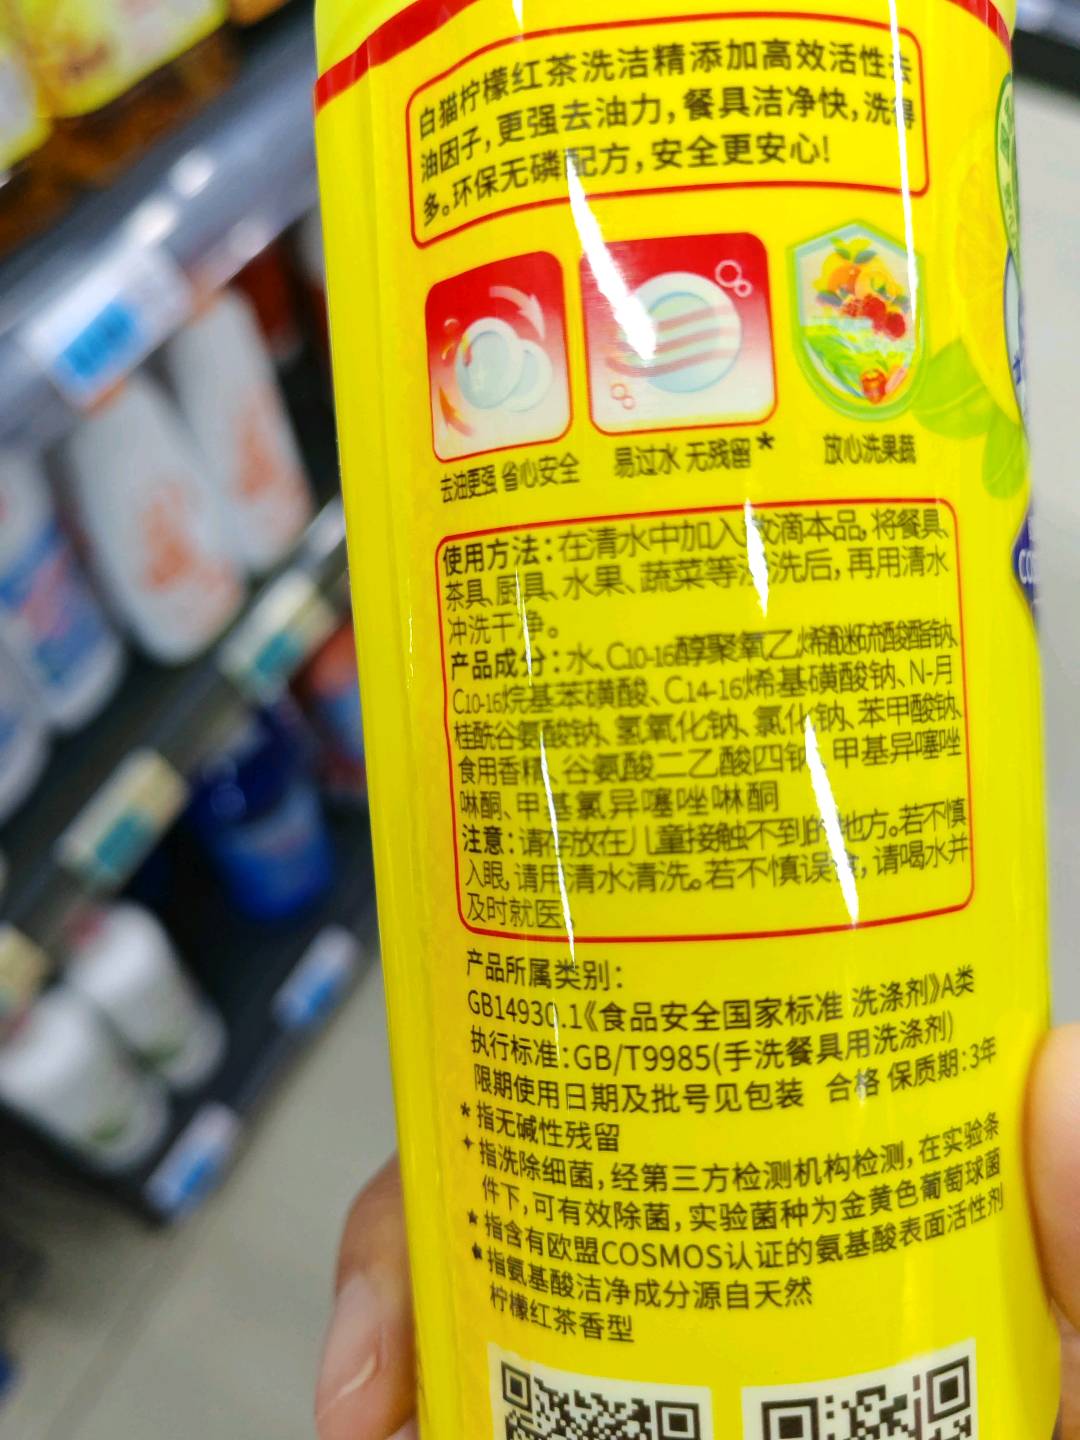 白猫柠檬红茶洗洁精添加高效活性去
油因子,更强去油力,餐具洁净快,洗得
多。环保无磷配方,安全更安心!
去油更强 省心安全
易过水 无残留*
放心洗果蔬
使用方法:在清水中加入数滴本品。将餐具、
茶具、厨具、水果、蔬菜等浸洗后,再用清水
冲洗干净。
产品成分:水、C10-16醇聚氧乙烯醚硫酸酯钠、
C10-16烷基苯磺酸、C14-16烯基磺酸钠、N-月
桂酰谷氨酸钠、氢氧化钠、氯化钠、苯甲酸钠、
食用香精、谷氨酸二乙酸四钠、甲基异噻唑
啉酮、甲基氯异噻唑啉酮
注意:请存放在儿童接触不到的地方。若不慎
入眼,请用清水清洗。若不慎误食,请喝水并
及时就医。
产品所属类别:
GB14930.1《食品安全国家标准 洗涤剂》A类
执行标准:GB/T9985(手洗餐具用洗涤剂)
限期使用日期及批号见包装 合格 保质期:3年
*指无碱性残留
+指洗除细菌,经第三方检测机构检测,在实验条
件下,可有效除菌,实验菌种为金黄色葡萄球菌
★指含有欧盟COSMOS认证的氨基酸表面活性剂
★指氨基酸洁净成分源自天然
柠檬红茶香型